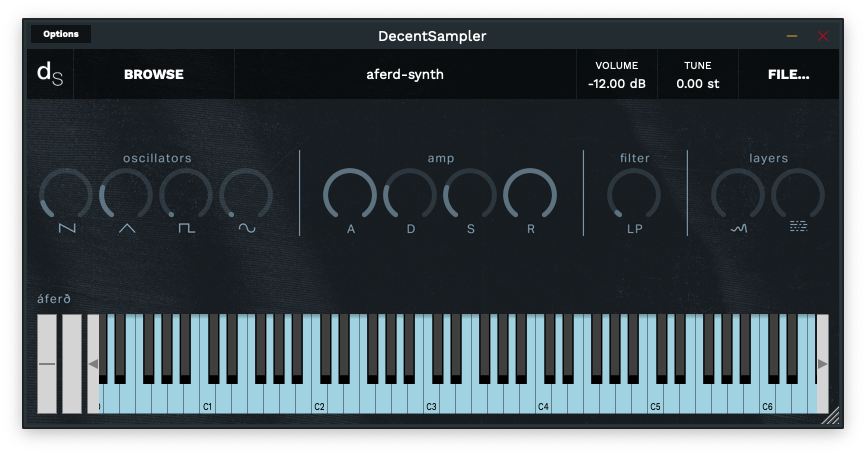 Options
DecentSampler
ds
BROWSE
aferd-synth
VOLUME
-12.00 dB
TUNE
0.00 st
FILE...
oscillators
amp
filter
layers
A
D
S
R
LP
áferð
C1
C2
C3
C4
C5
C6